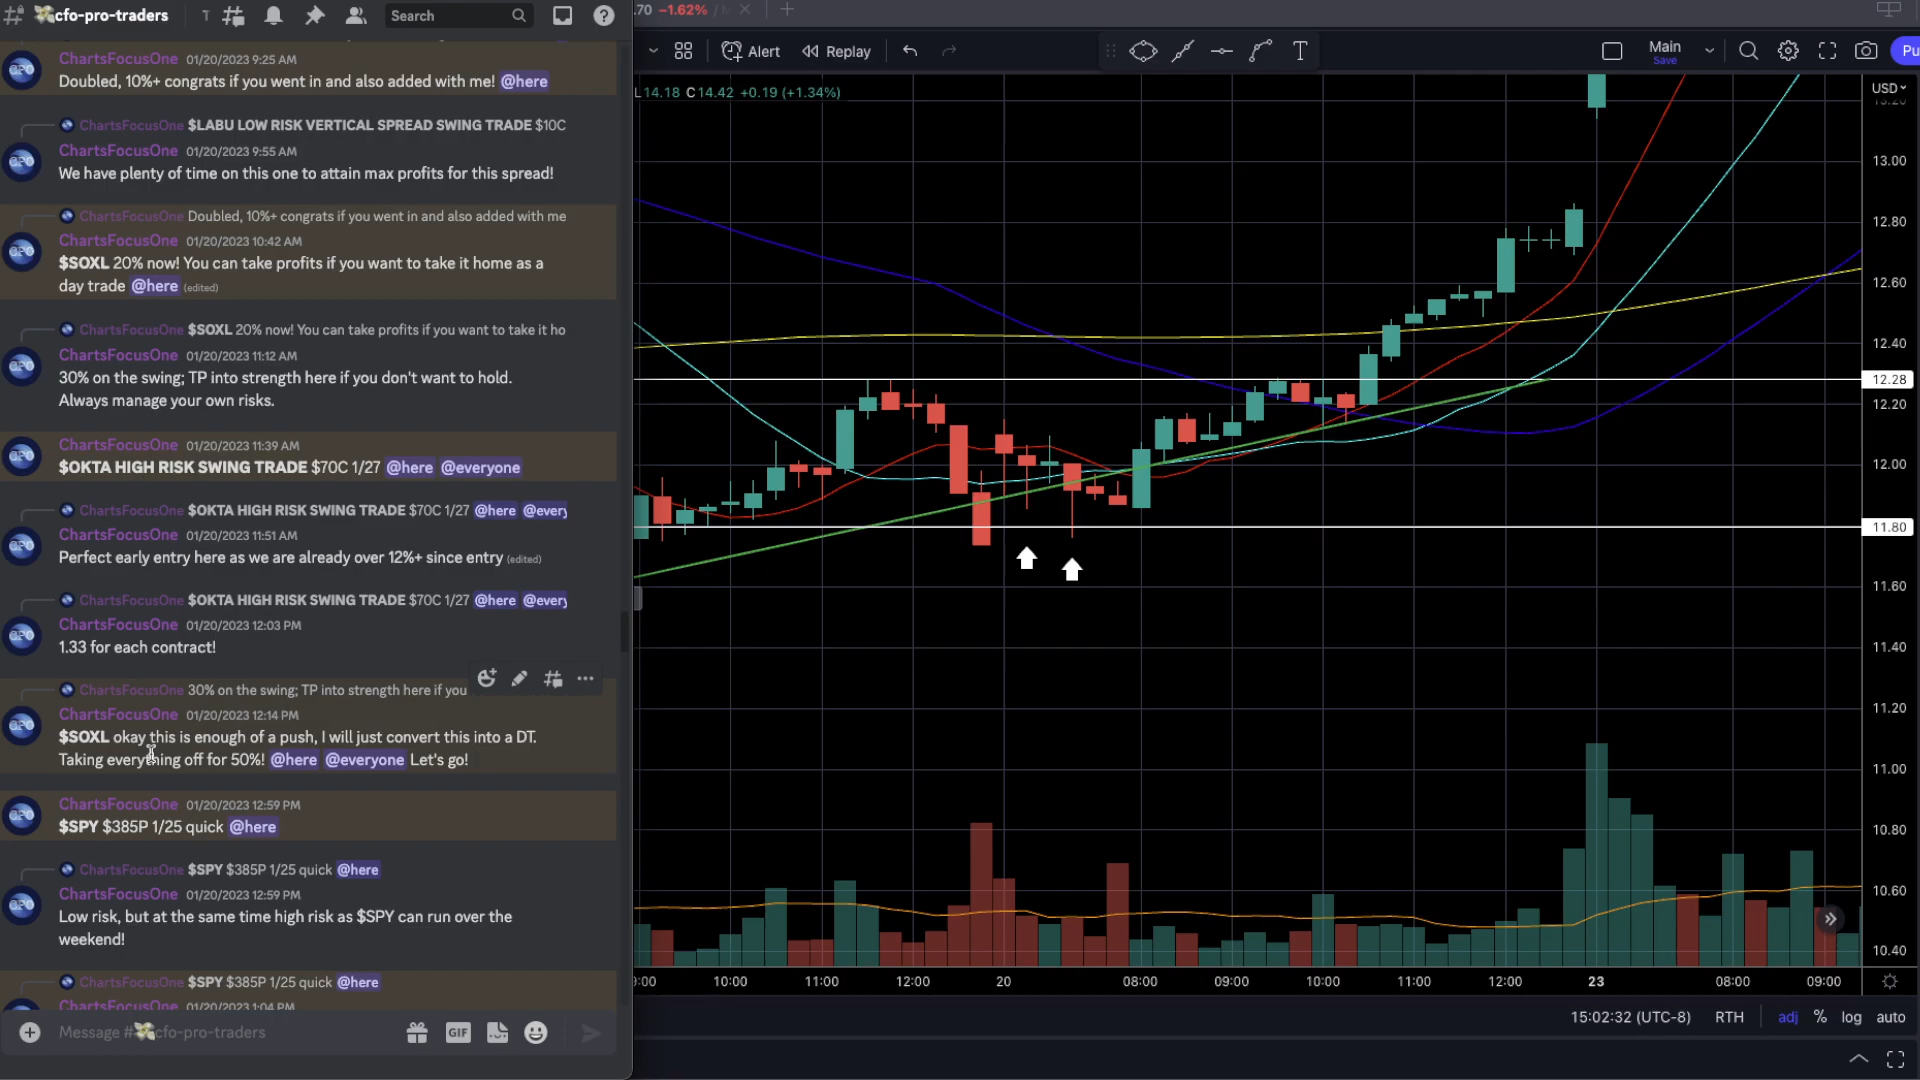 cfo-pro-traders
T
Search
ChartsFocusOne 01/20/2023 9:25 AM
Doubled, 10%+ congrats if you went in and also added with me! @here
ChartsFocusOne $LABU LOW RISK VERTICAL SPREAD SWING TRADE $10C
ChartsFocusOne 01/20/2023 9:55 AM
We have plenty of time on this one to attain max profits for this spread!
ChartsFocusOne Doubled, 10%+ congrats if you went in and also added with me
ChartsFocusOne 01/20/2023 10:42 AM
$SOXL 20% now! You can take profits if you want to take it home as a
day trade @here (edited)
ChartsFocusOne $SOXL 20% now! You can take profits if you want to take it ho
ChartsFocusOne 01/20/2023 11:12 AM
30% on the swing; TP into strength here if you don't want to hold.
Always manage your own risks.
ChartsFocusOne 01/20/2023 11:39 AM
$OKTA HIGH RISK SWING TRADE $70C 1/27 @here @everyone
ChartsFocusOne $OKTA HIGH RISK SWING TRADE $70C 1/27 @here @every
ChartsFocusOne 01/20/2023 11:51 AM
Perfect early entry here as we are already over 12%+ since entry (edited)
ChartsFocusOne $OKTA HIGH RISK SWING TRADE $70C 1/27 @here @every
ChartsFocusOne 01/20/2023 12:03 PM
1.33 for each contract!
ChartsFocusOne 30% on the swing; TP into strength here if you
ChartsFocusOne 01/20/2023 12:14 PM
$SOXL okay this is enough of a push, I will just convert this into a DT.
Taking everything off for 50%! @here @everyone Let's go!
ChartsFocusOne 01/20/2023 12:59 PM
$SPY $385P 1/25 quick @here
ChartsFocusOne $SPY $385P 1/25 quick @here
ChartsFocusOne 01/20/2023 12:59 PM
Low risk, but at the same time high risk as $SPY can run over the
weekend!
ChartsFocusOne $SPY $385P 1/25 quick @here
ChartsFocusOne 01/20/2023 1:04 PM
Message #cfo-pro-traders
GIF
.70 −1.62% /
Alert Replay
T
Main
Save
Pu
L14.18 C14.42 +0.19 (+1.34%)
USD
13.20
13.00
12.80
12.60
12.40
12.28
12.20
12.00
11.80
11.60
11.40
11.20
11.00
10.80
10.60
10.40
:00 10:00 11:00 12:00 20 08:00 09:00 10:00 11:00 12:00 23 08:00 09:00
15:02:32 (UTC-8) RTH adj % log auto